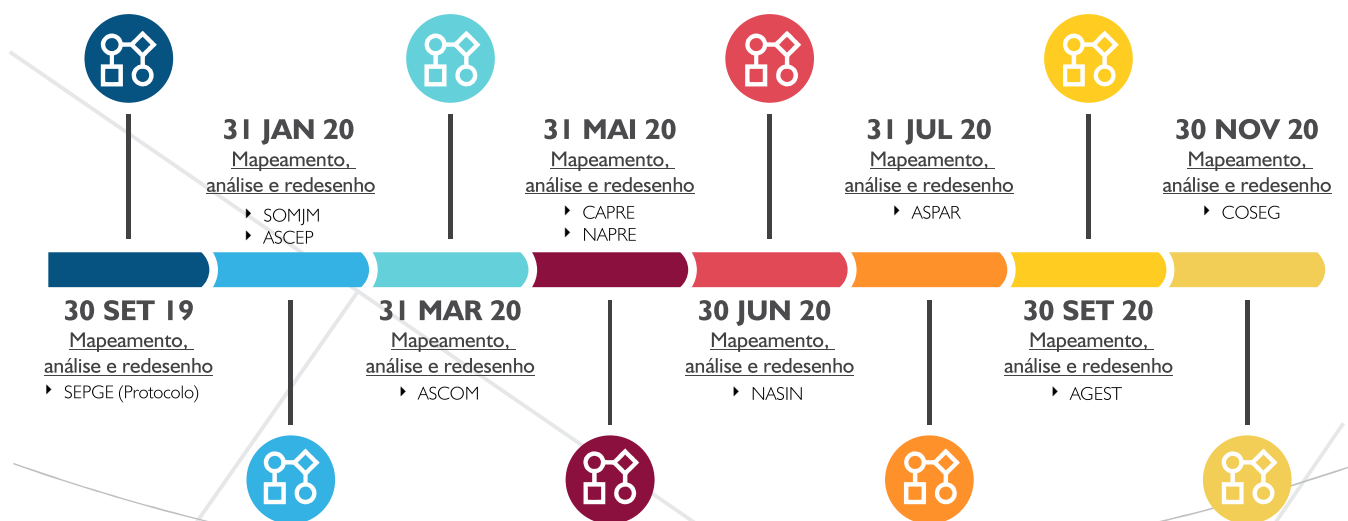 31 JAN 20
Mapeamento,
análise e redesenho
SOMJM
ASCEP
31 MAI 20
Mapeamento,
análise e redesenho
CAPRE
NAPRE
31 JUL 20
Mapeamento,
análise e redesenho
ASPAR
30 NOV 20
Mapeamento,
análise e redesenho
COSEG
30 SET 19
Mapeamento,
análise e redesenho
SEPGE (Protocolo)
31 MAR 20
Mapeamento,
análise e redesenho
ASCOM
30 JUN 20
Mapeamento,
análise e redesenho
NASIN
30 SET 20
Mapeamento,
análise e redesenho
AGEST